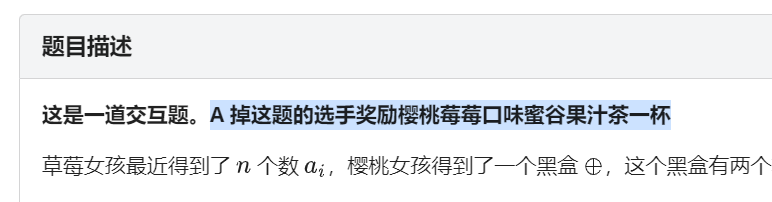 题目描述
这是一道交互题。A 掉这题的选手奖励樱桃莓莓口味蜜谷果汁茶一杯
草莓女孩最近得到了 n 个数 aᵢ，樱桃女孩得到了一个黑盒 ⊕，这个黑盒有两个